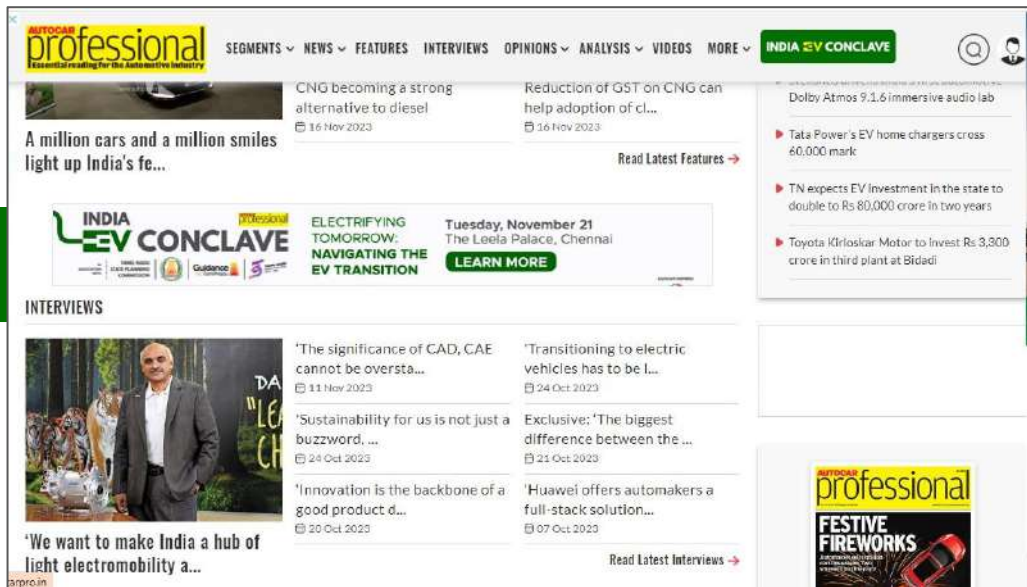 AUTOCAR
professional
Essential reading for the Automotive industry
SEGMENTS NEWS FEATURES INTERVIEWS OPINIONS ANALYSIS VIDEOS MORE
INDIA EV CONCLAVE
A million cars and a million smiles
light up India's fe...
CNG becoming a strong
alternative to diesel
16 Nov 2023
Reduction of GST on CNG can
help adoption of cl...
16 Nov 2023
Read Latest Features →
Dolby Atmos 9.1.6 immersive audio lab
Tata Power's EV home chargers cross
60,000 mark
TN expects EV investment in the state to
double to Rs 80,000 crore in two years
Toyota Kirloskar Motor to invest Rs 3,300
crore in third plant at Bidadi
INDIA
professional
EV CONCLAVE
Guidance
ELECTRIFYING
TOMORROW:
NAVIGATING THE
EV TRANSITION
Tuesday, November 21
The Leela Palace, Chennai
LEARN MORE
INTERVIEWS
DA
"LEA
CH
'We want to make India a hub of
light electromobility a...
'The significance of CAD, CAE
cannot be oversta...
11 Nov 2023
'Transitioning to electric
vehicles has to be l...
24 Oct 2023
'Sustainability for us is not just a
buzzword, ...
24 Oct 2023
Exclusive: 'The biggest
difference between the ...
21 Oct 2023
'Innovation is the backbone of a
good product d...
20 Oct 2023
'Huawei offers automakers a
full-stack solution...
07 Oct 2023
Read Latest Interviews →
AUTOCAR
professional
FESTIVE
FIREWORKS
arpro.in